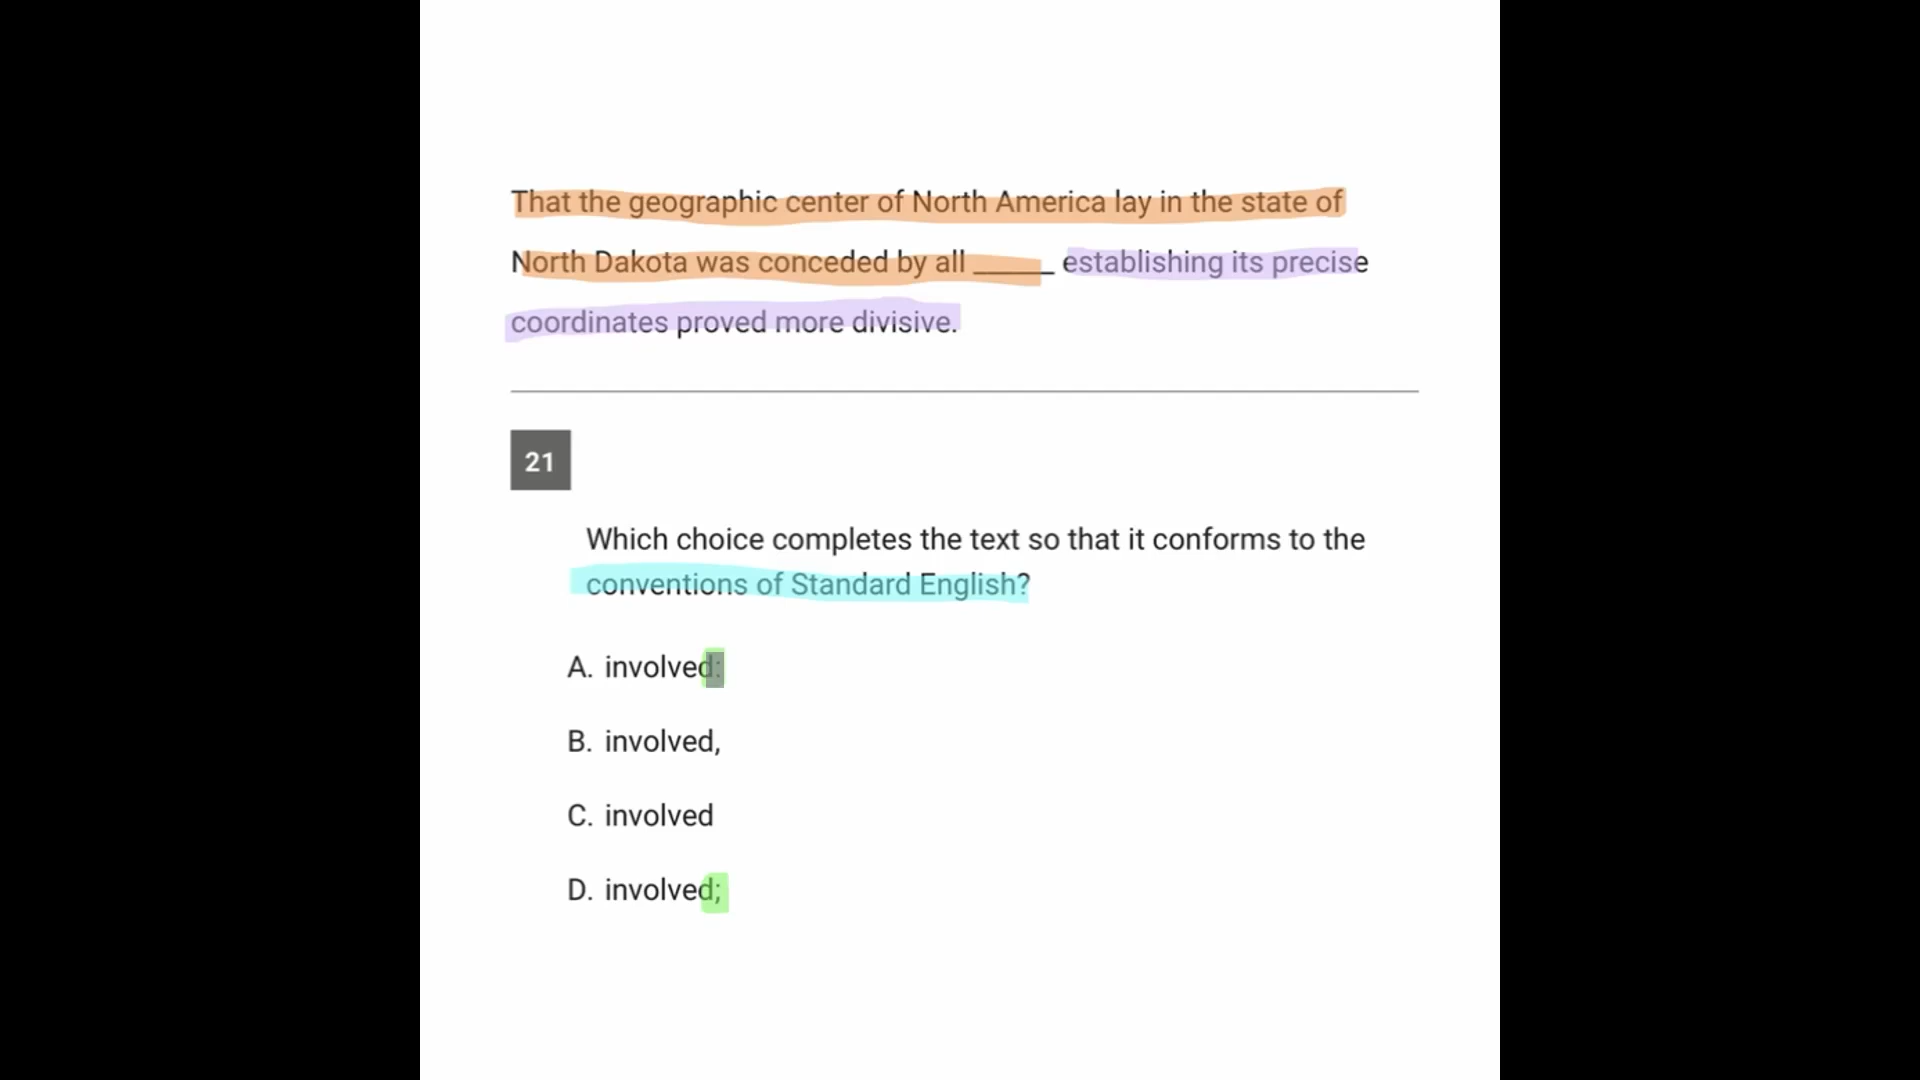 That the geographic center of North America lay in the state of
North Dakota was conceded by all _____ establishing its precise
coordinates proved more divisive.
21
Which choice completes the text so that it conforms to the
conventions of Standard English?
A. involved:
B. involved,
C. involved
D. involved;